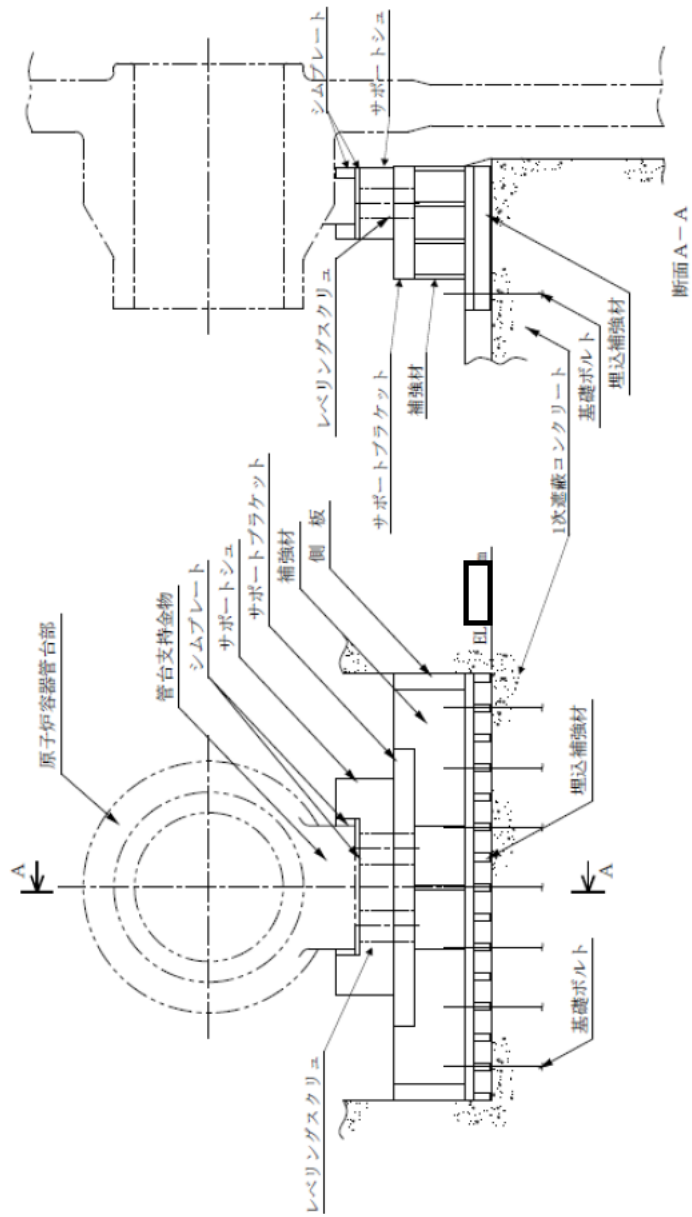 原子炉容器管台部
管台支持金物
シムプレート
サポートシュ
サポートブラケット
補強材
側 板
A
A
レベリングスクリュ
基礎ボルト
埋込補強材
EL m
1次遮蔽コンクリート
シムプレート
サポートシュ
レベリングスクリュ
サポートブラケット
補強材
基礎ボルト
埋込補強材
断面A-A